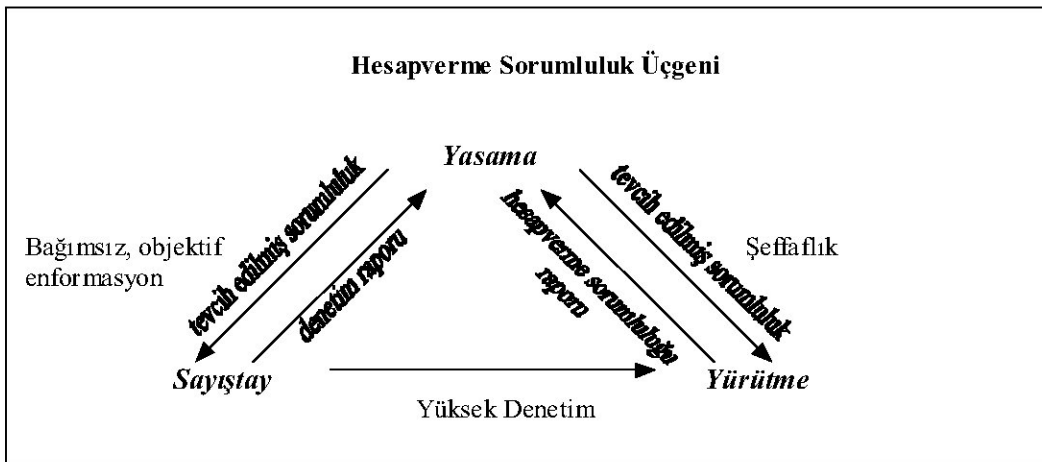 Hesapverme Sorumluluk Üçgeni
Yasama
tevcih edilmiş sorumluluk
denetim raporu
hesapverme sorumluluğu
raporu
tevcih edilmiş sorumluluk
Bağımsız, objektif
enformasyon
Şeffaflık
Sayıştay
Yürütme
Yüksek Denetim